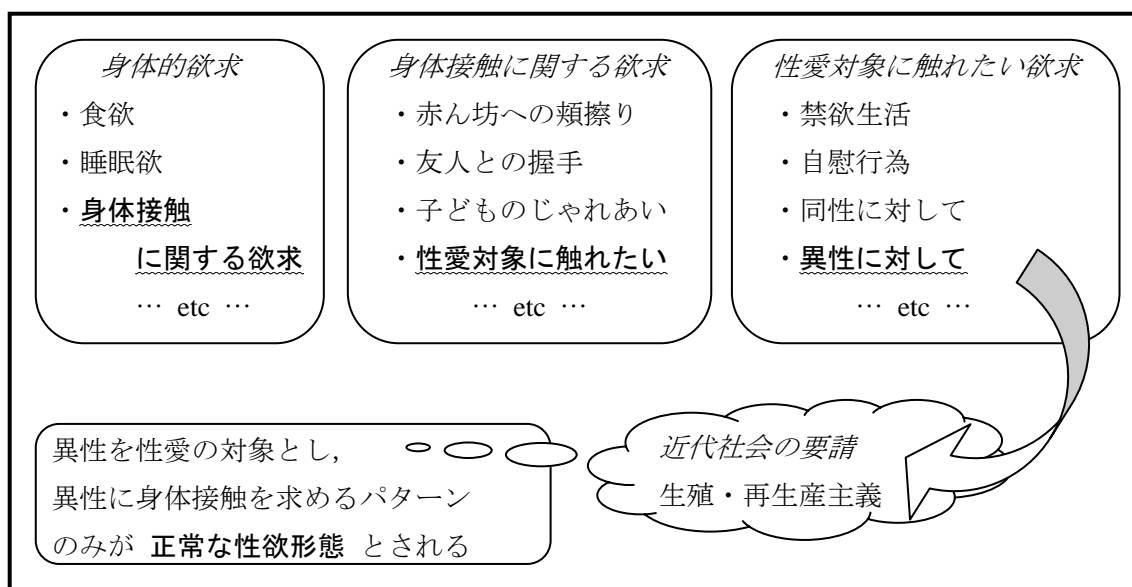 身体的欲求
・食欲
・睡眠欲
・身体接触
に関する欲求
… etc …
身体接触に関する欲求
・赤ん坊への頬擦り
・友人との握手
・子どものじゃれあい
・性愛対象に触れたい
… etc …
性愛対象に触れたい欲求
・禁欲生活
・自慰行為
・同性に対して
・異性に対して
… etc …
異性を性愛の対象とし,
異性に身体接触を求めるパターン
のみが 正常な性欲形態 とされる
近代社会の要請
生殖・再生産主義